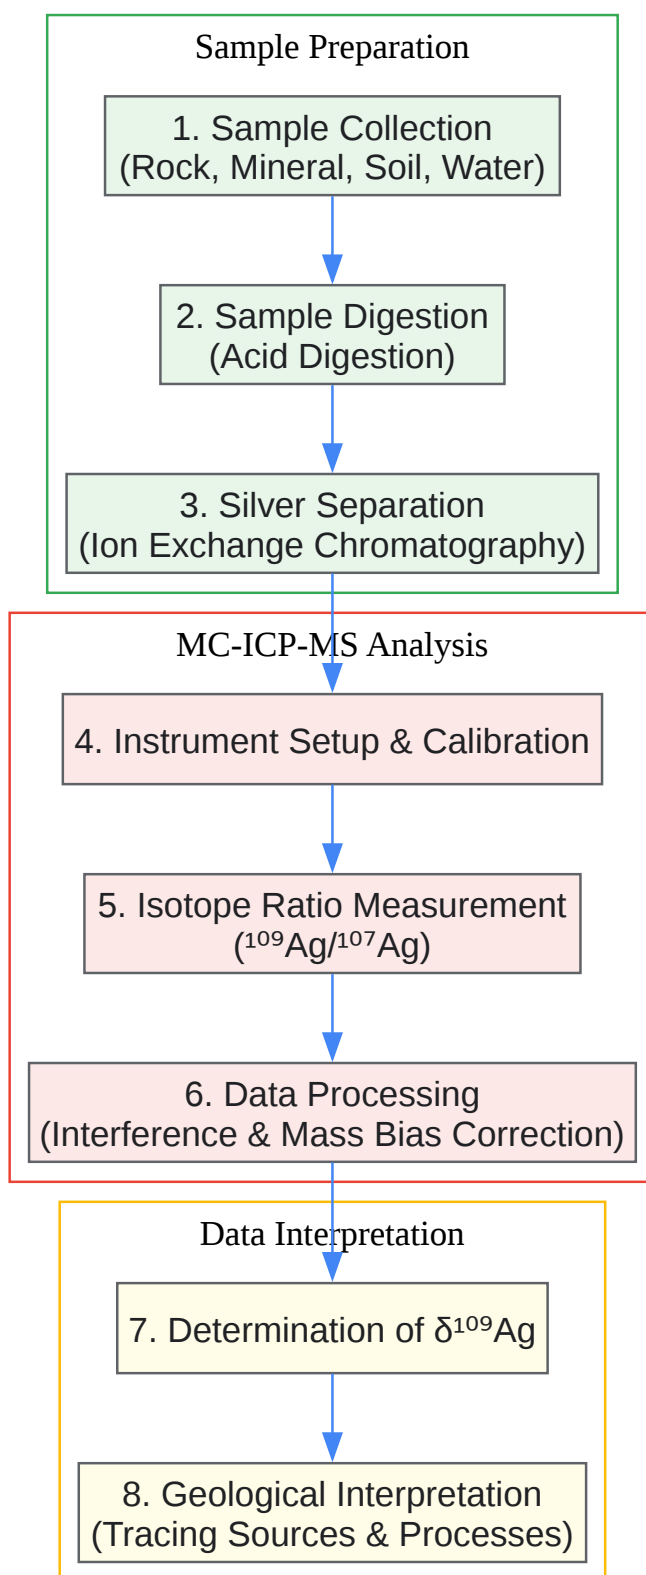 Sample Preparation
1. Sample Collection
(Rock, Mineral, Soil, Water)
2. Sample Digestion
(Acid Digestion)
3. Silver Separation
(Ion Exchange Chromatography)
MC-ICP-MS Analysis
4. Instrument Setup & Calibration
5. Isotope Ratio Measurement
(¹⁰⁹Ag/¹⁰⁷Ag)
6. Data Processing
(Interference & Mass Bias Correction)
Data Interpretation
7. Determination of δ¹⁰⁹Ag
8. Geological Interpretation
(Tracing Sources & Processes)